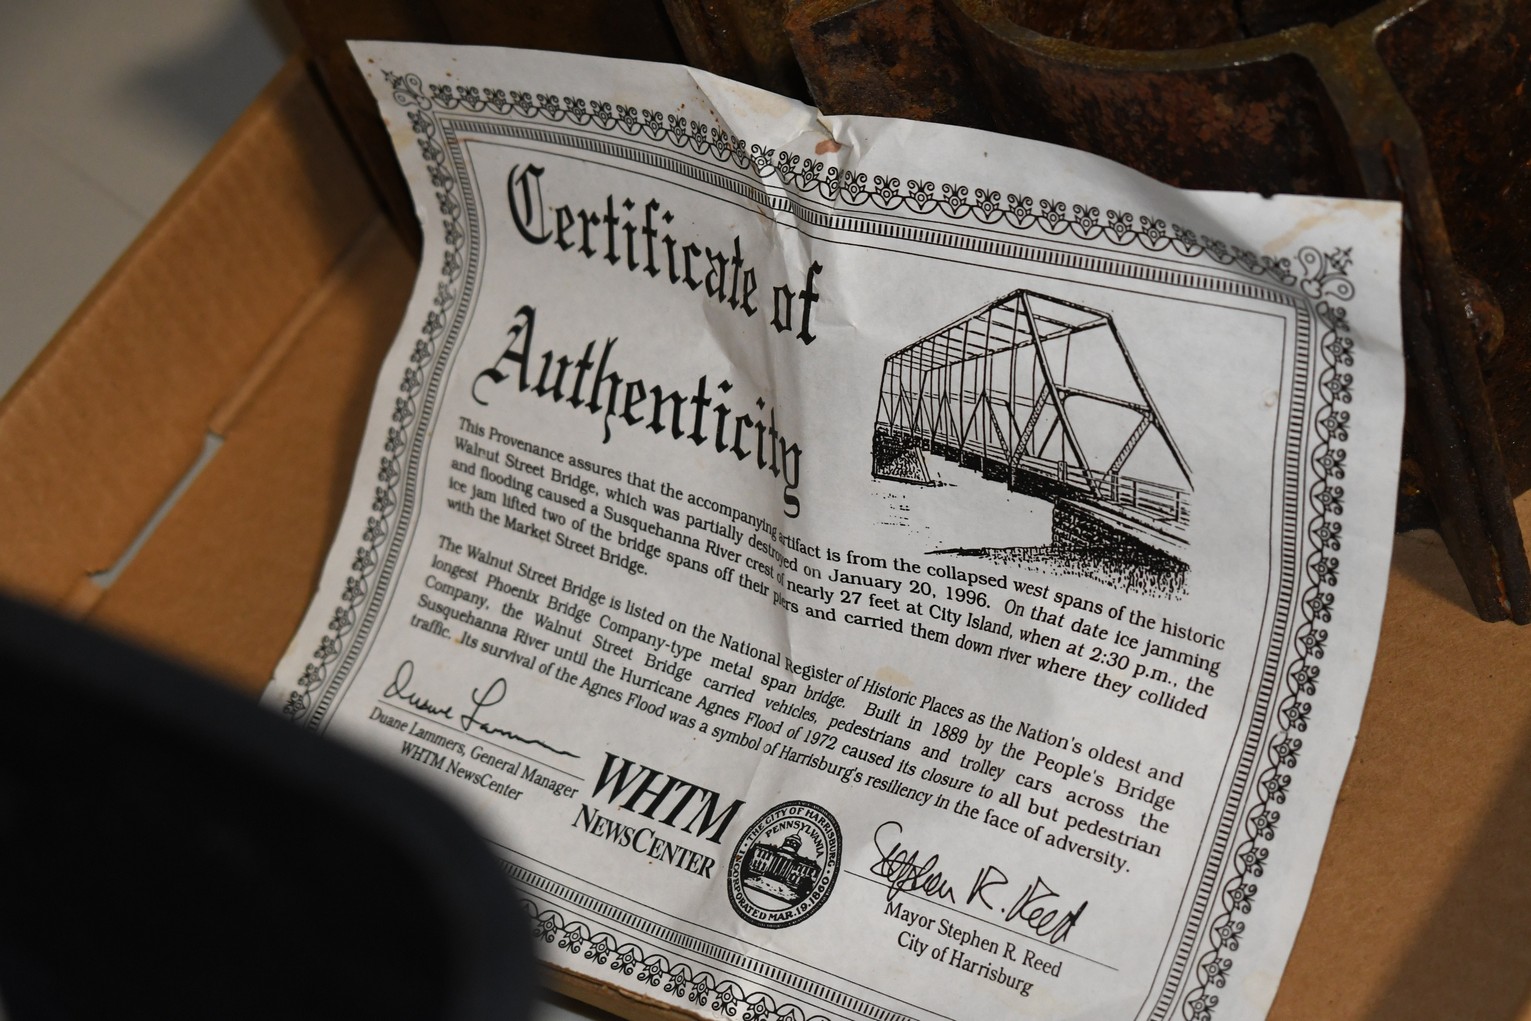 Certificate of
Authenticity
This Provenance assures that the accompanying artifact is from the collapsed west spans of the historic
Walnut Street Bridge, which was partially destroyed on January 20, 1996. On that date ice jamming
and flooding caused a Susquehanna River crest of nearly 27 feet at City Island, when at 2:30 p.m., the
ice jam lifted two of the bridge spans off their piers and carried them down river where they collided
with the Market Street Bridge.
The Walnut Street Bridge is listed on the National Register of Historic Places as the Nation's oldest and
longest Phoenix Bridge Company-type metal span bridge. Built in 1889 by the People's Bridge
Company, the Walnut Street Bridge carried vehicles, pedestrians and trolley cars across the
Susquehanna River until the Hurricane Agnes Flood of 1972 caused its closure to all but pedestrian
traffic. Its survival of the Agnes Flood was a symbol of Harrisburg's resiliency in the face of adversity.
Duane Lammers
Duane Lammers, General Manager
WHTM NewsCenter
WHTM
NEWSCENTER
THE CITY OF HARRISBURG
PENNSYLVANIA
INCORPORATED MAR. 19, 1860
Stephen R. Reed
Mayor Stephen R. Reed
City of Harrisburg